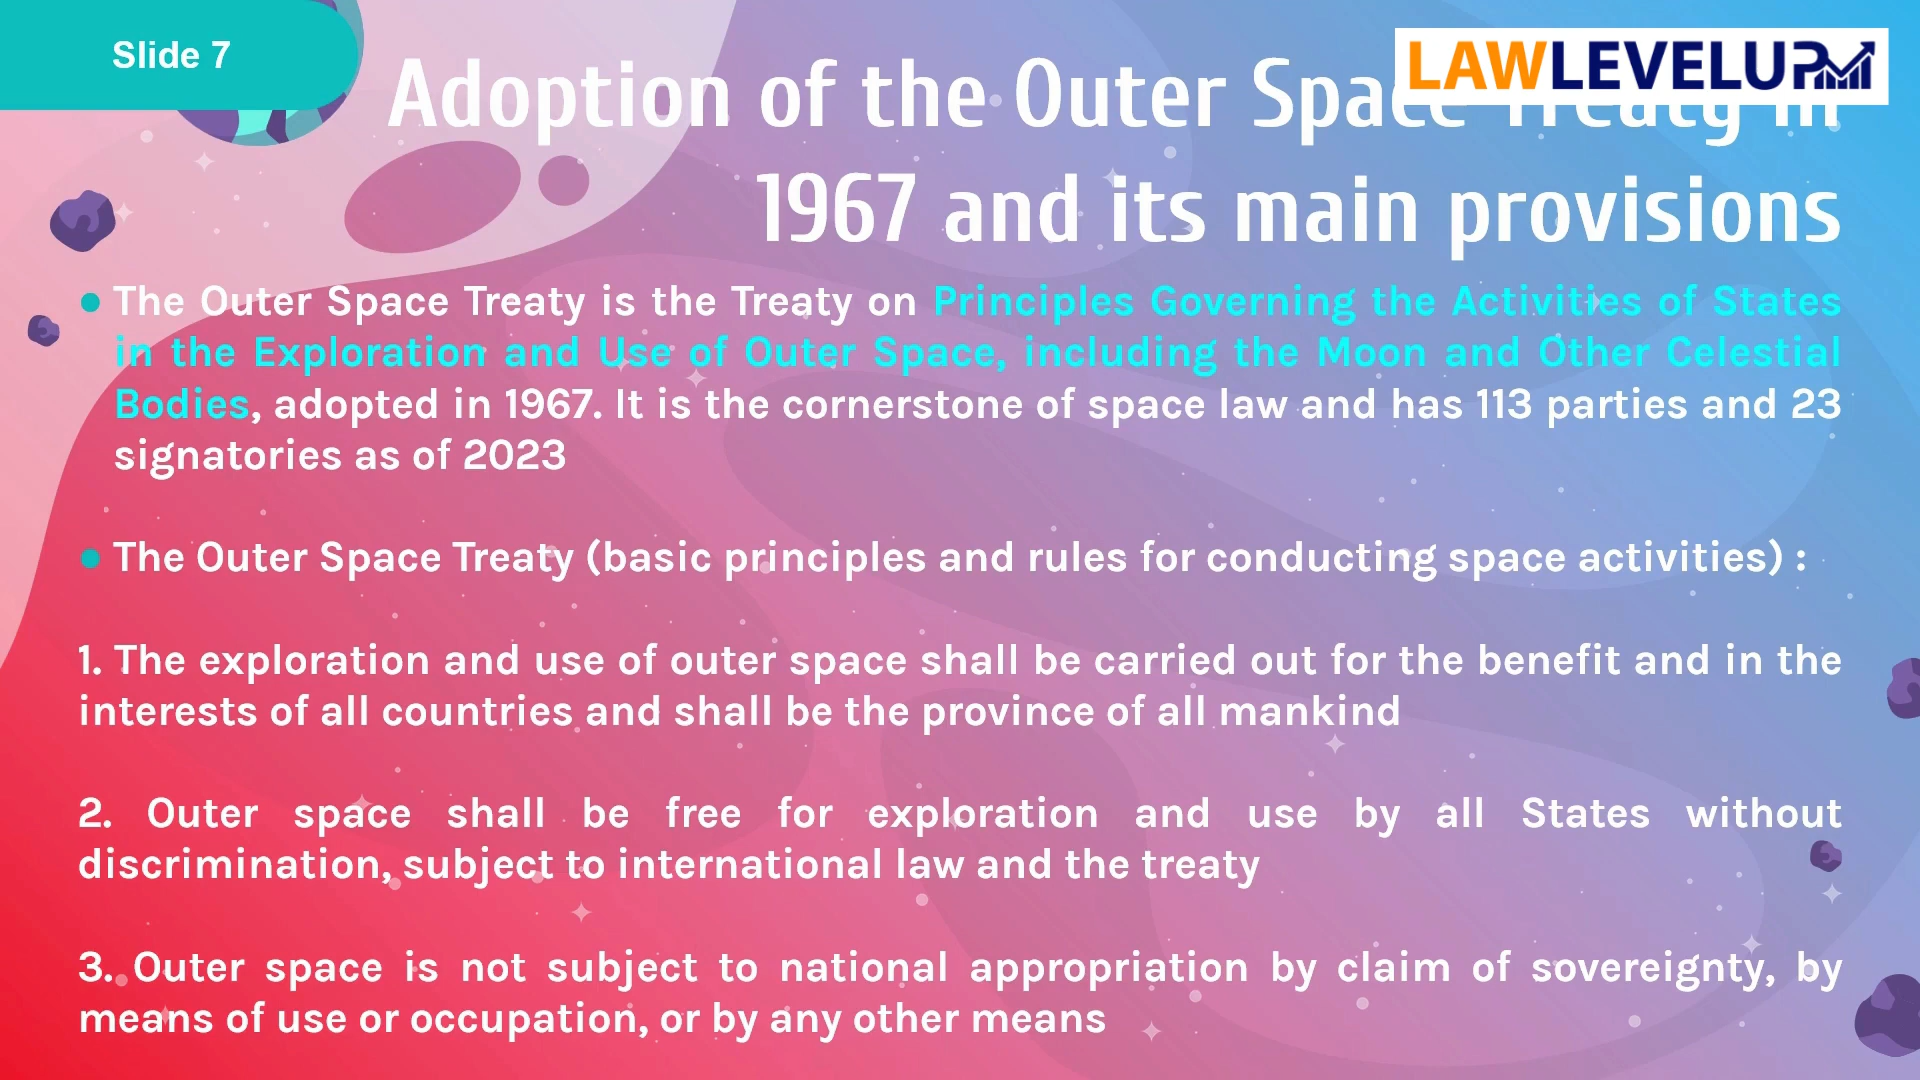 Slide 7
LAWLEVELUP
Adoption of the Outer Space Treaty in
1967 and its main provisions
• The Outer Space Treaty is the Treaty on Principles Governing the Activities of States
in the Exploration and Use of Outer Space, including the Moon and Other Celestial
Bodies, adopted in 1967. It is the cornerstone of space law and has 113 parties and 23
signatories as of 2023
• The Outer Space Treaty (basic principles and rules for conducting space activities) :
1. The exploration and use of outer space shall be carried out for the benefit and in the
interests of all countries and shall be the province of all mankind
2. Outer space shall be free for exploration and use by all States without
discrimination, subject to international law and the treaty
3. Outer space is not subject to national appropriation by claim of sovereignty, by
means of use or occupation, or by any other means